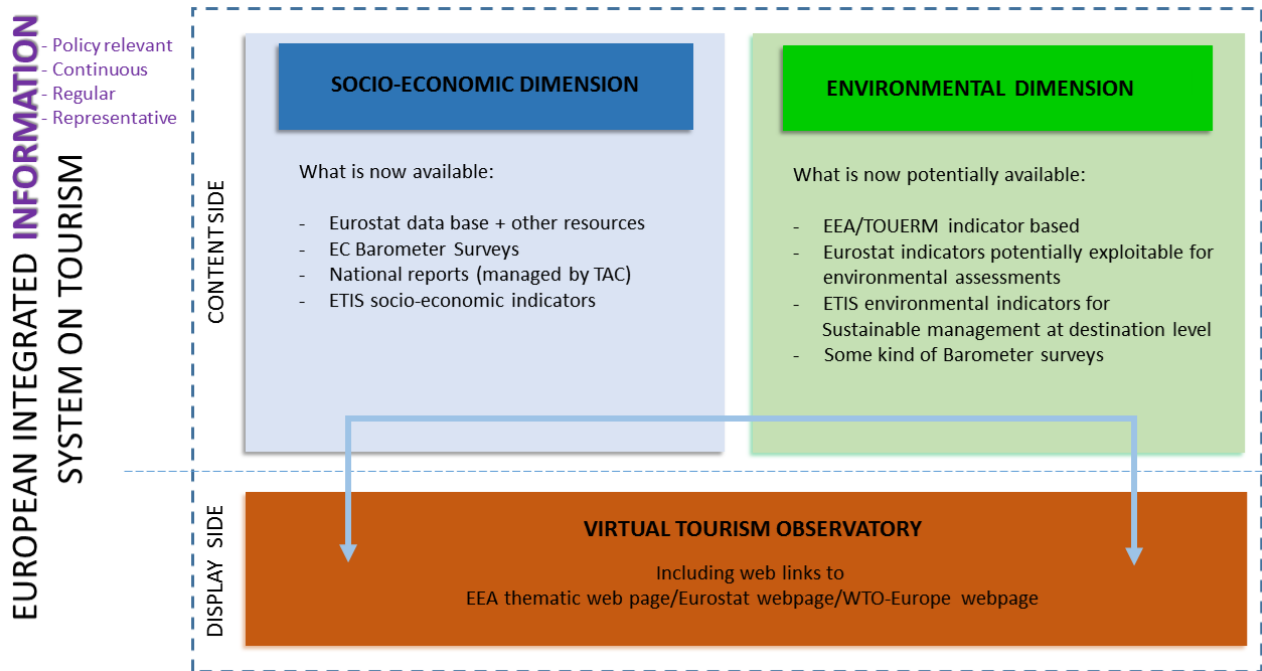 EUROPEAN INTEGRATED INFORMATION
SYSTEM ON TOURISM
- Policy relevant
- Continuous
- Regular
- Representative
CONTENT SIDE
SOCIO-ECONOMIC DIMENSION
What is now available:
- Eurostat data base + other resources
- EC Barometer Surveys
- National reports (managed by TAC)
- ETIS socio-economic indicators
ENVIRONMENTAL DIMENSION
What is now potentially available:
- EEA/TOUERM indicator based
- Eurostat indicators potentially exploitable for
environmental assessments
- ETIS environmental indicators for
Sustainable management at destination level
- Some kind of Barometer surveys
DISPLAY SIDE
VIRTUAL TOURISM OBSERVATORY
Including web links to
EEA thematic web page/Eurostat webpage/WTO-Europe webpage